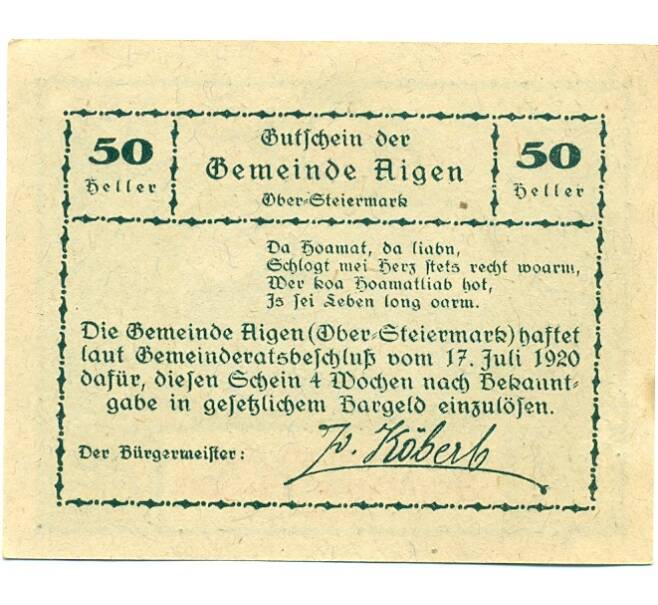 50
Heller
Gutschein der
Gemeinde Aigen
Ober-Steiermark
50
Heller
Da Hoamat, da liabn,
Schlogt mei Herz stets recht woarm,
Wer koa Hoamatliab hot,
Is sei Leben long oarm.
Die Gemeinde Aigen (Ober-Steiermark) haftet
laut Gemeinderatsbeschluß vom 17. Juli 1920
dafür, diesen Schein 4 Wochen nach Bekannt-
gabe in gesetzlichem Bargeld einzulösen.
Der Bürgermeister: Köberl